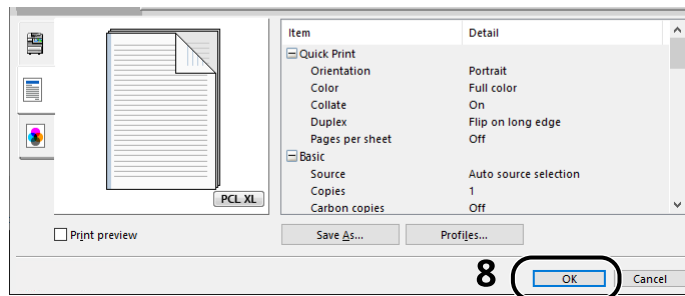 Item Detail
Quick Print
Orientation Portrait
Color Full color
Collate On
Duplex Flip on long edge
Pages per sheet Off
Basic
Source Auto source selection
Copies 1
Carbon copies Off
PCL XL
Print preview Save As... Profiles...
8 OK Cancel